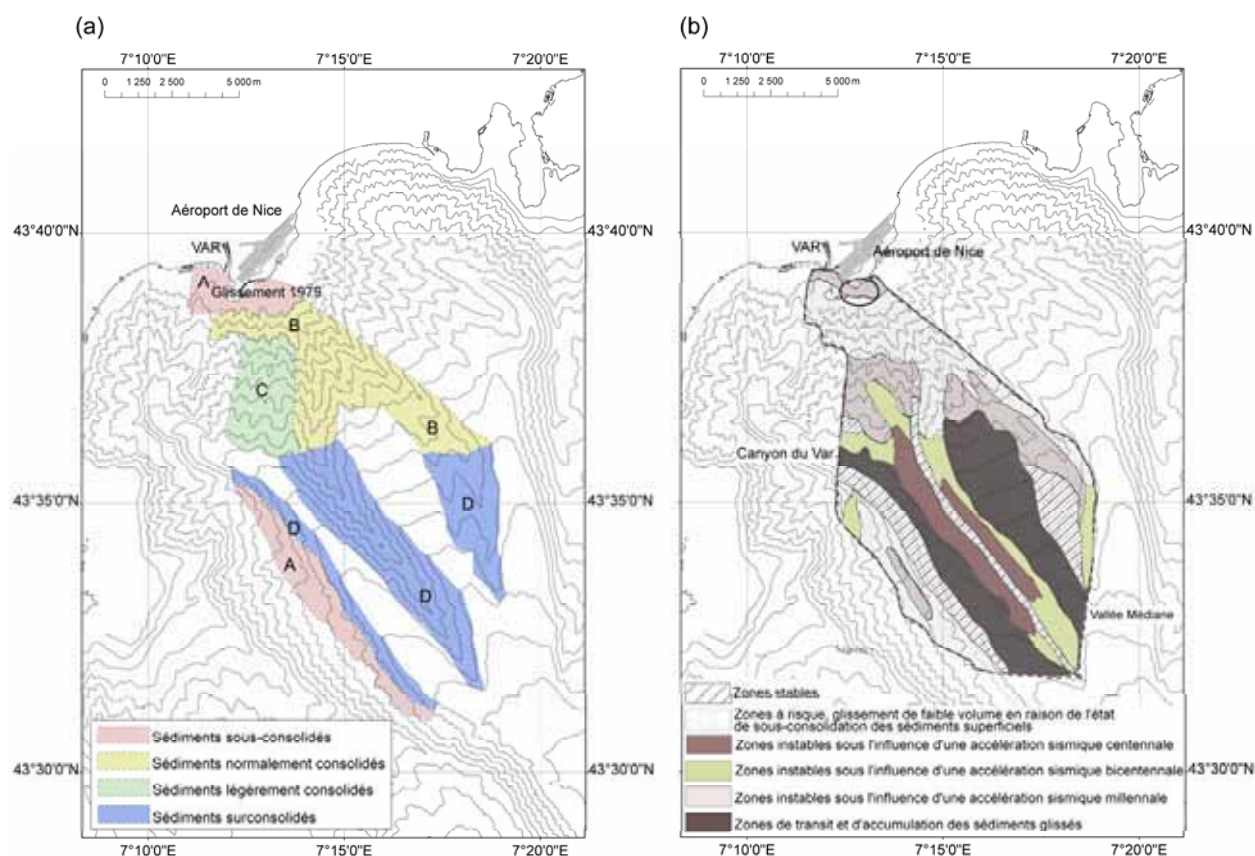 (a)
7°10'0"E
7°15'0"E
7°20'0"E
0 1 250 2 500 5 000 m
Aéroport de Nice
43°40'0"N
VAR
A
Glissement 1979
B
C
B
43°35'0"N
D
D
A
D
Sédiments sous-consolidés
Sédiments normalement consolidés
Sédiments légèrement consolidés
Sédiments surconsolidés
43°30'0"N
7°10'0"E
7°15'0"E
7°20'0"E
(b)
7°10'0"E
7°15'0"E
7°20'0"E
0 1 250 2 500 5 000 m
43°40'0"N
43°40'0"N
VAR
Aéroport de Nice
Canyon du Var
43°35'0"N
43°35'0"N
Vallée Médiane
Zones stables
Zones à risque, glissement de faible volume en raison de l'état
de sous-consolidation des sédiments superficiels
Zones instables sous l'influence d'une accélération sismique centennale
Zones instables sous l'influence d'une accélération sismique bicentennale
Zones instables sous l'influence d'une accélération sismique millennale
Zones de transit et d'accumulation des sédiments glissés
43°30'0"N
7°10'0"E
7°15'0"E
7°20'0"E